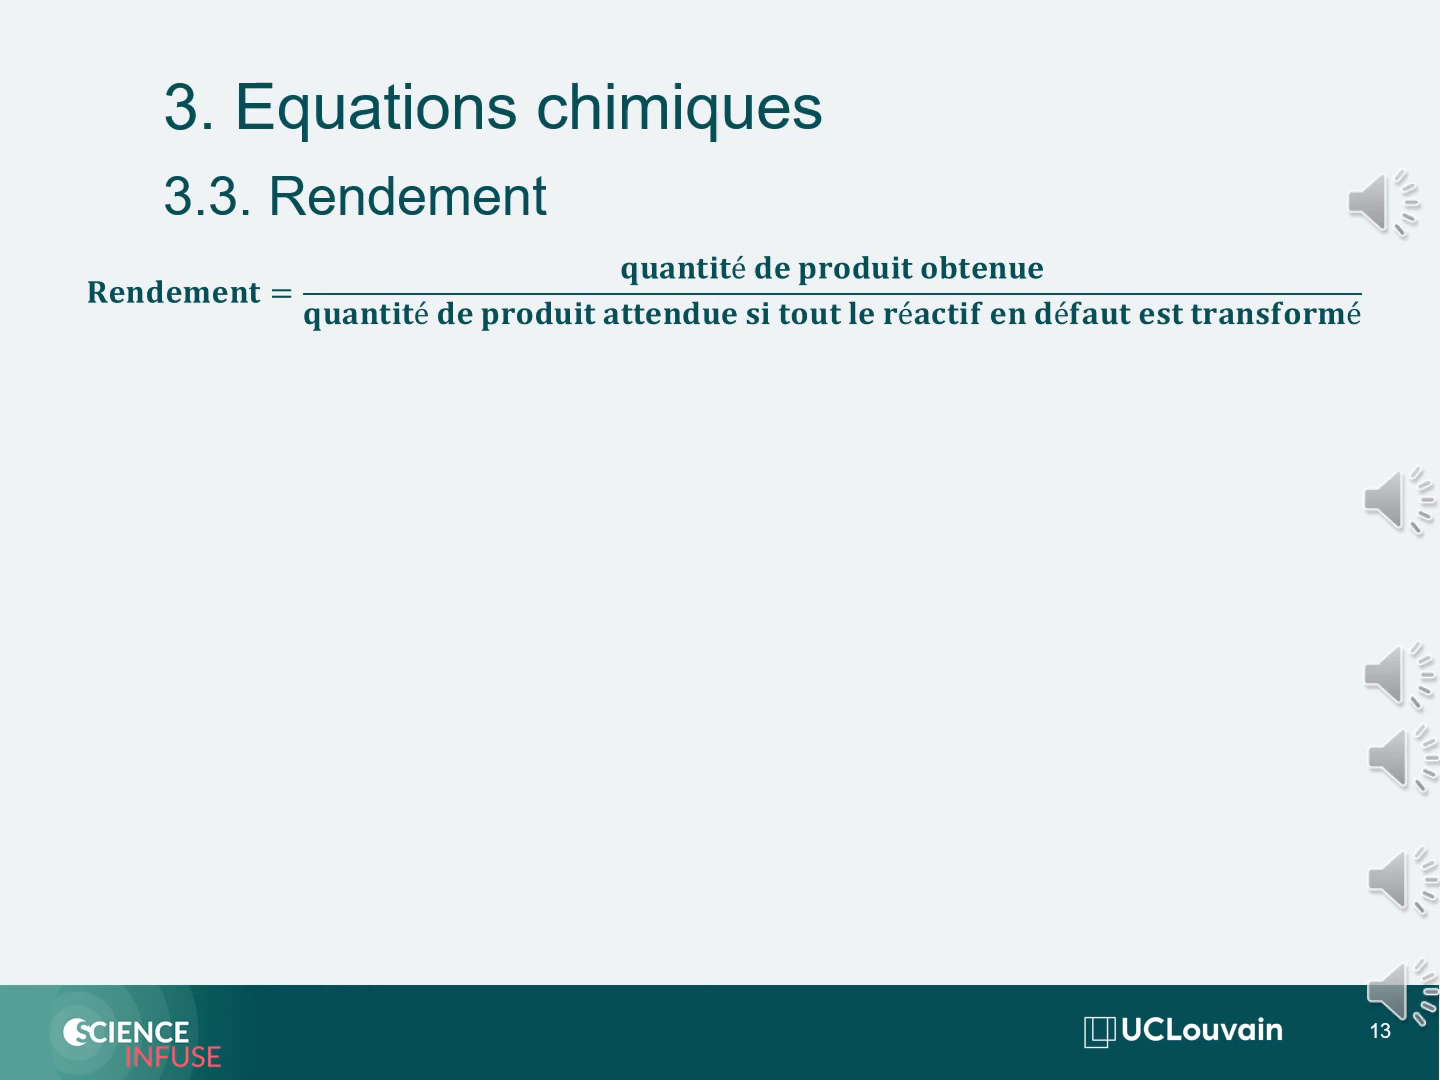 3. Equations chimiques
3.3. Rendement
Rendement = quantité de produit obtenue
quantité de produit attendue si tout le réactif en défaut est transformé
SCIENCE
INFUSE
UCLouvain
13